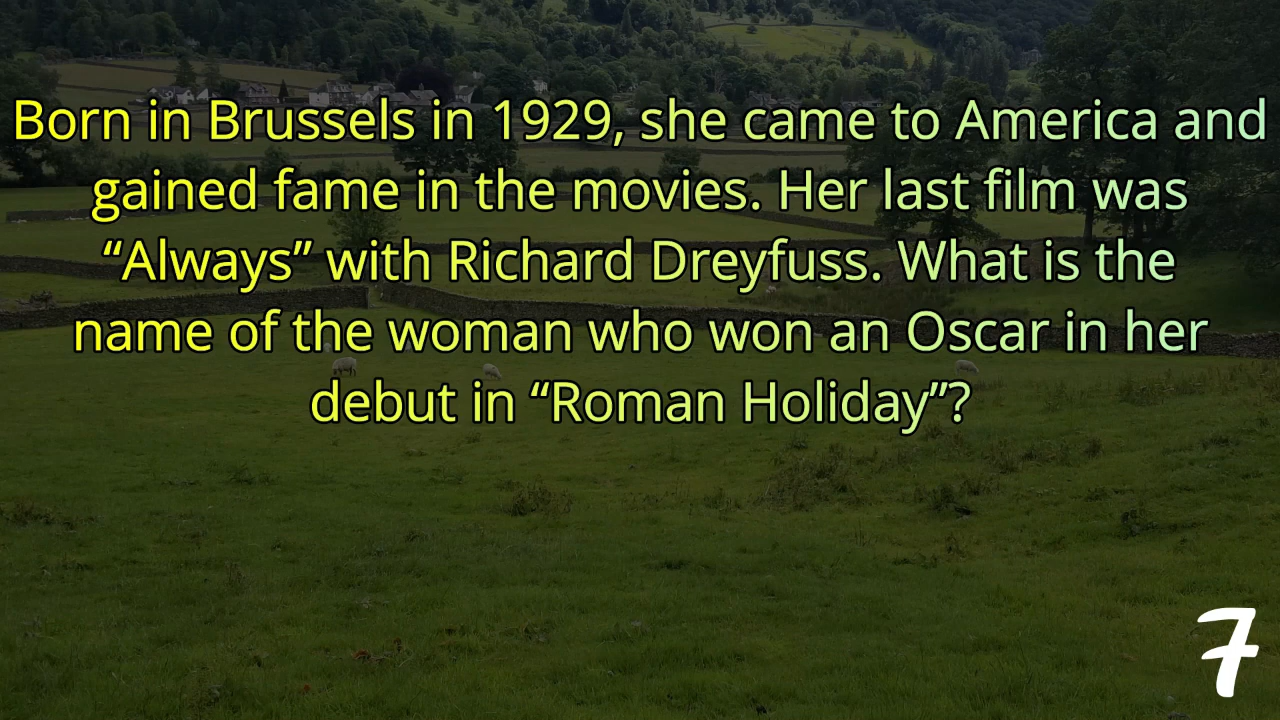 Born in Brussels in 1929, she came to America and
gained fame in the movies. Her last film was
“Always” with Richard Dreyfuss. What is the
name of the woman who won an Oscar in her
debut in “Roman Holiday”?
7